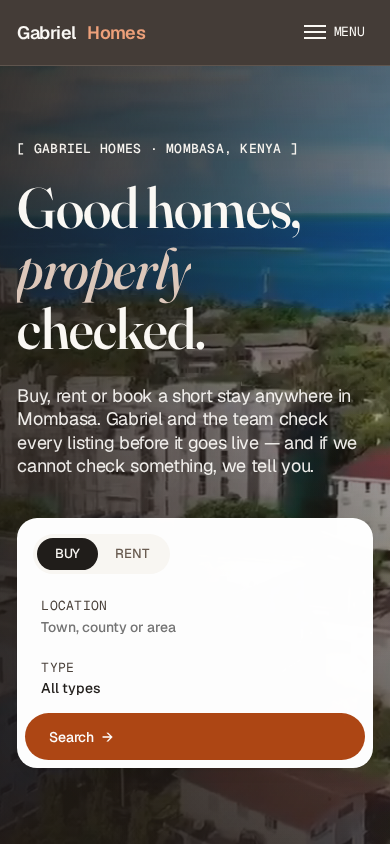 Gabriel Homes
MENU
[ GABRIEL HOMES · MOMBASA, KENYA ]
Good homes,
properly
checked.
Buy, rent or book a short stay anywhere in
Mombasa. Gabriel and the team check
every listing before it goes live — and if we
cannot check something, we tell you.
BUY
RENT
LOCATION
Town, county or area
TYPE
All types
Search →